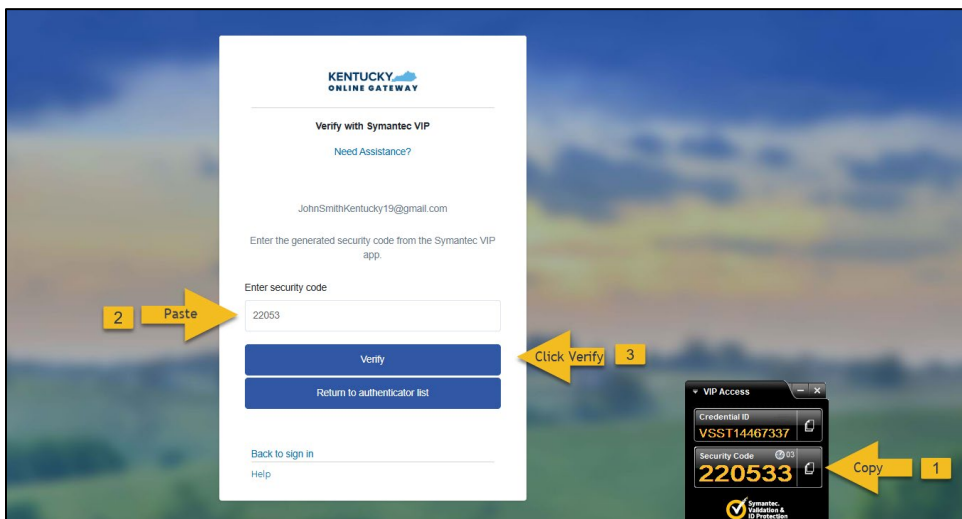 KENTUCKY
ONLINE GATEWAY
Verify with Symantec VIP
Need Assistance?
JohnSmithKentucky19@gmail.com
Enter the generated security code from the Symantec VIP
app.
Enter security code
2 Paste
22053
Verify
Click Verify 3
Return to authenticator list
Back to sign in
Help
VIP Access
Credential ID
VSST14467337
Security Code 03
220533
Copy 1
Symantec.
Validation &
ID Protection